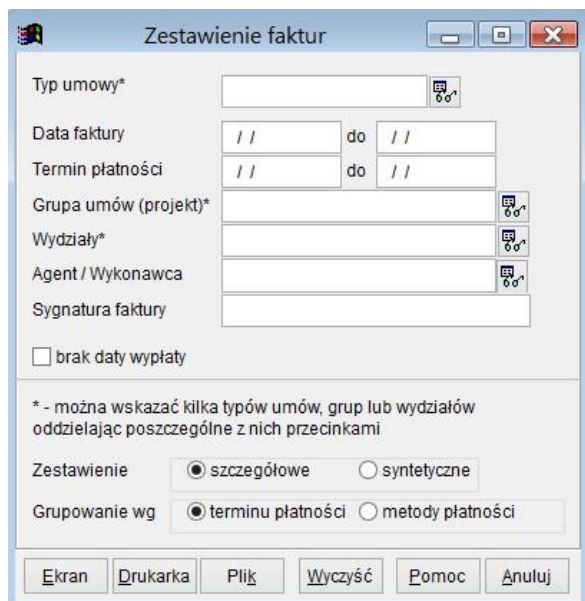 Zestawienie faktur
Typ umowy*
Data faktury / / do / /
Termin płatności / / do / /
Grupa umów (projekt)*
Wydziały*
Agent / Wykonawca
Sygnatura faktury
brak daty wypłaty
* - można wskazać kilka typów umów, grup lub wydziałów
oddzielając poszczególne z nich przecinkami
Zestawienie szczegółowe syntetyczne
Grupowanie wg terminu płatności metody płatności
Ekran Drukarka Plik Wyczyść Pomoc Anuluj